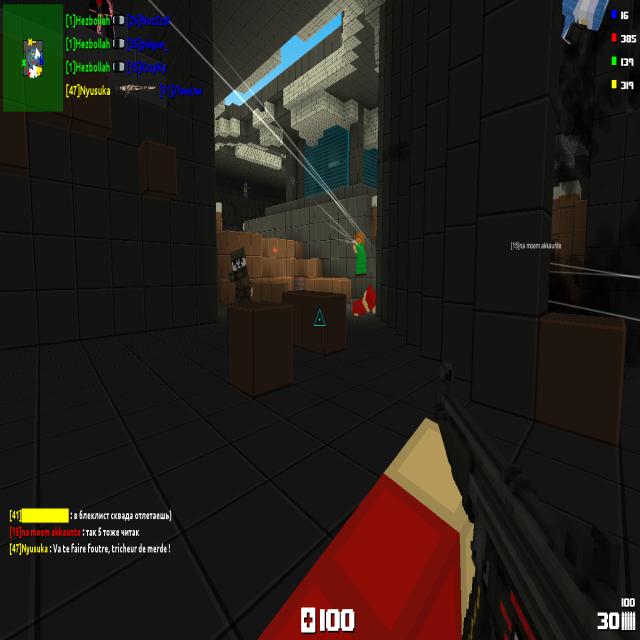 [1]Hezbollah
[1]Hezbollah
[1]Hezbollah
[47]Nyusuka
16
385
139
319
[15]na moem akkaunte
[41] : в блеклист сквада отлетаешь)
[15]na moem akkaunte : так 5 тоже читак
[47]Nyusuka : Va te faire foutre, tricheur de merde !
100
100
30